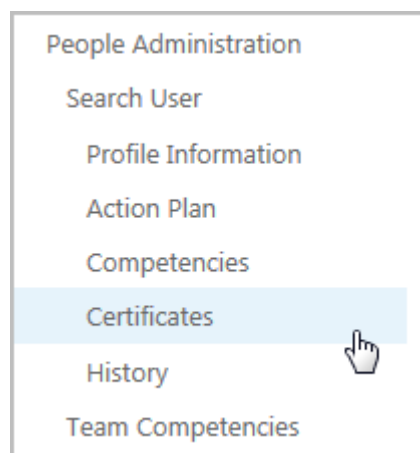 People Administration
Search User
Profile Information
Action Plan
Competencies
Certificates
History
Team Competencies